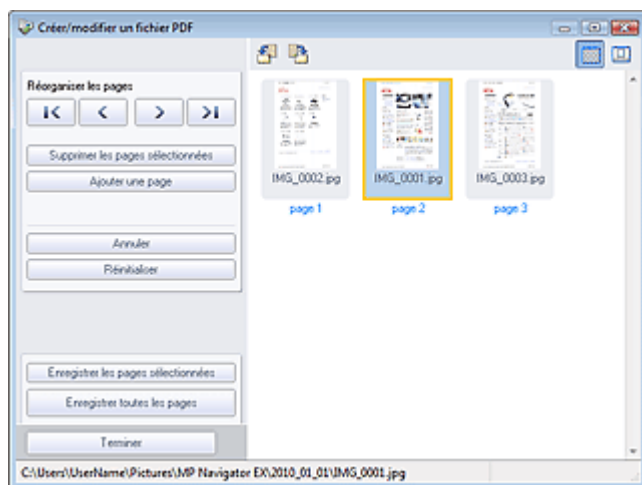 Créer/modifier un fichier PDF
Réorganiser les pages
Supprimer les pages sélectionnées
Ajouter une page
Annuler
Réinitialiser
Enregistrer les pages sélectionnées
Enregistrer toutes les pages
Terminer
IMG_0002.jpg
IMG_0001.jpg
IMG_0003.jpg
page 1
page 2
page 3
C:\Users\UserName\Pictures\MP Navigator EX\2010_01_01\IMG_0001.jpg